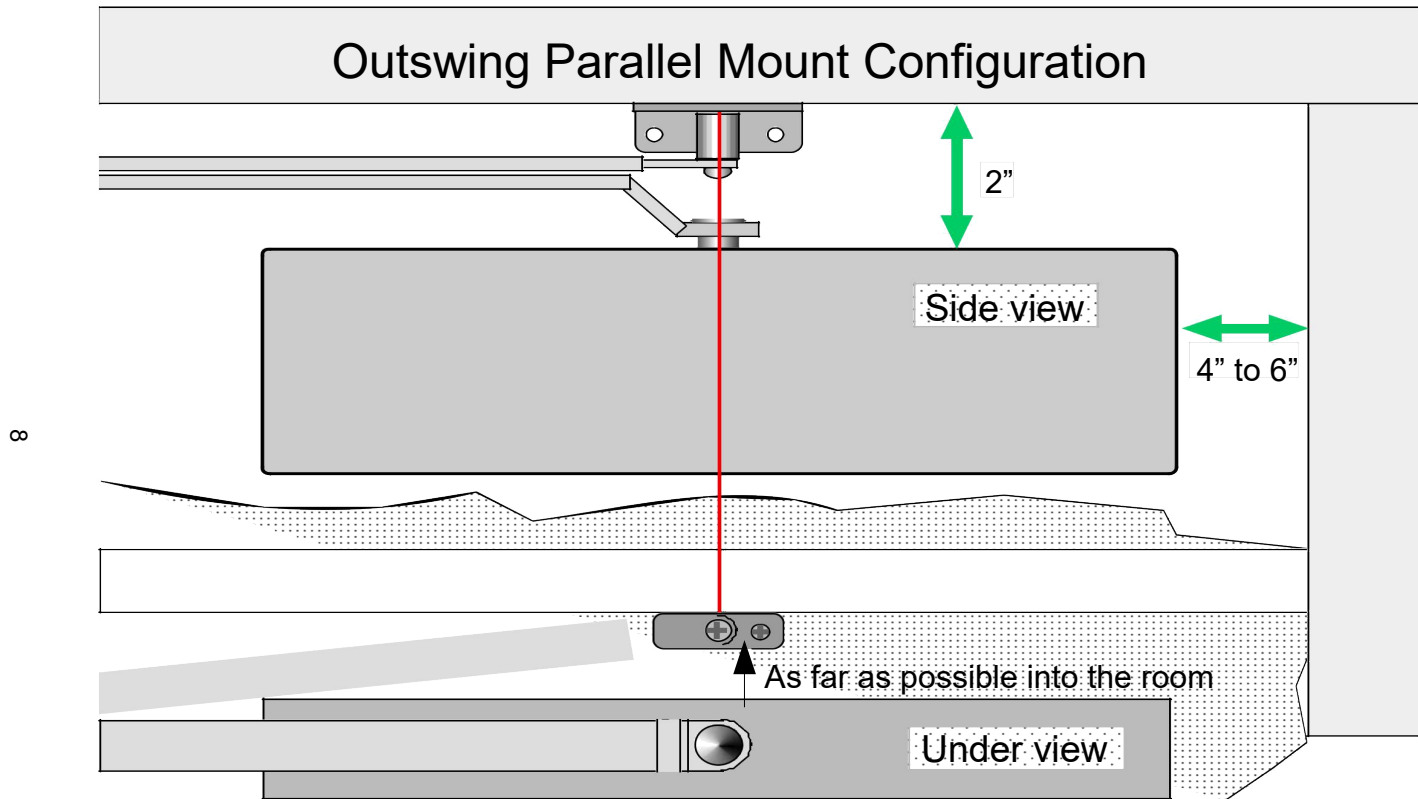 Outswing Parallel Mount Configuration
2”
Side view
4” to 6”
8
As far as possible into the room
Under view